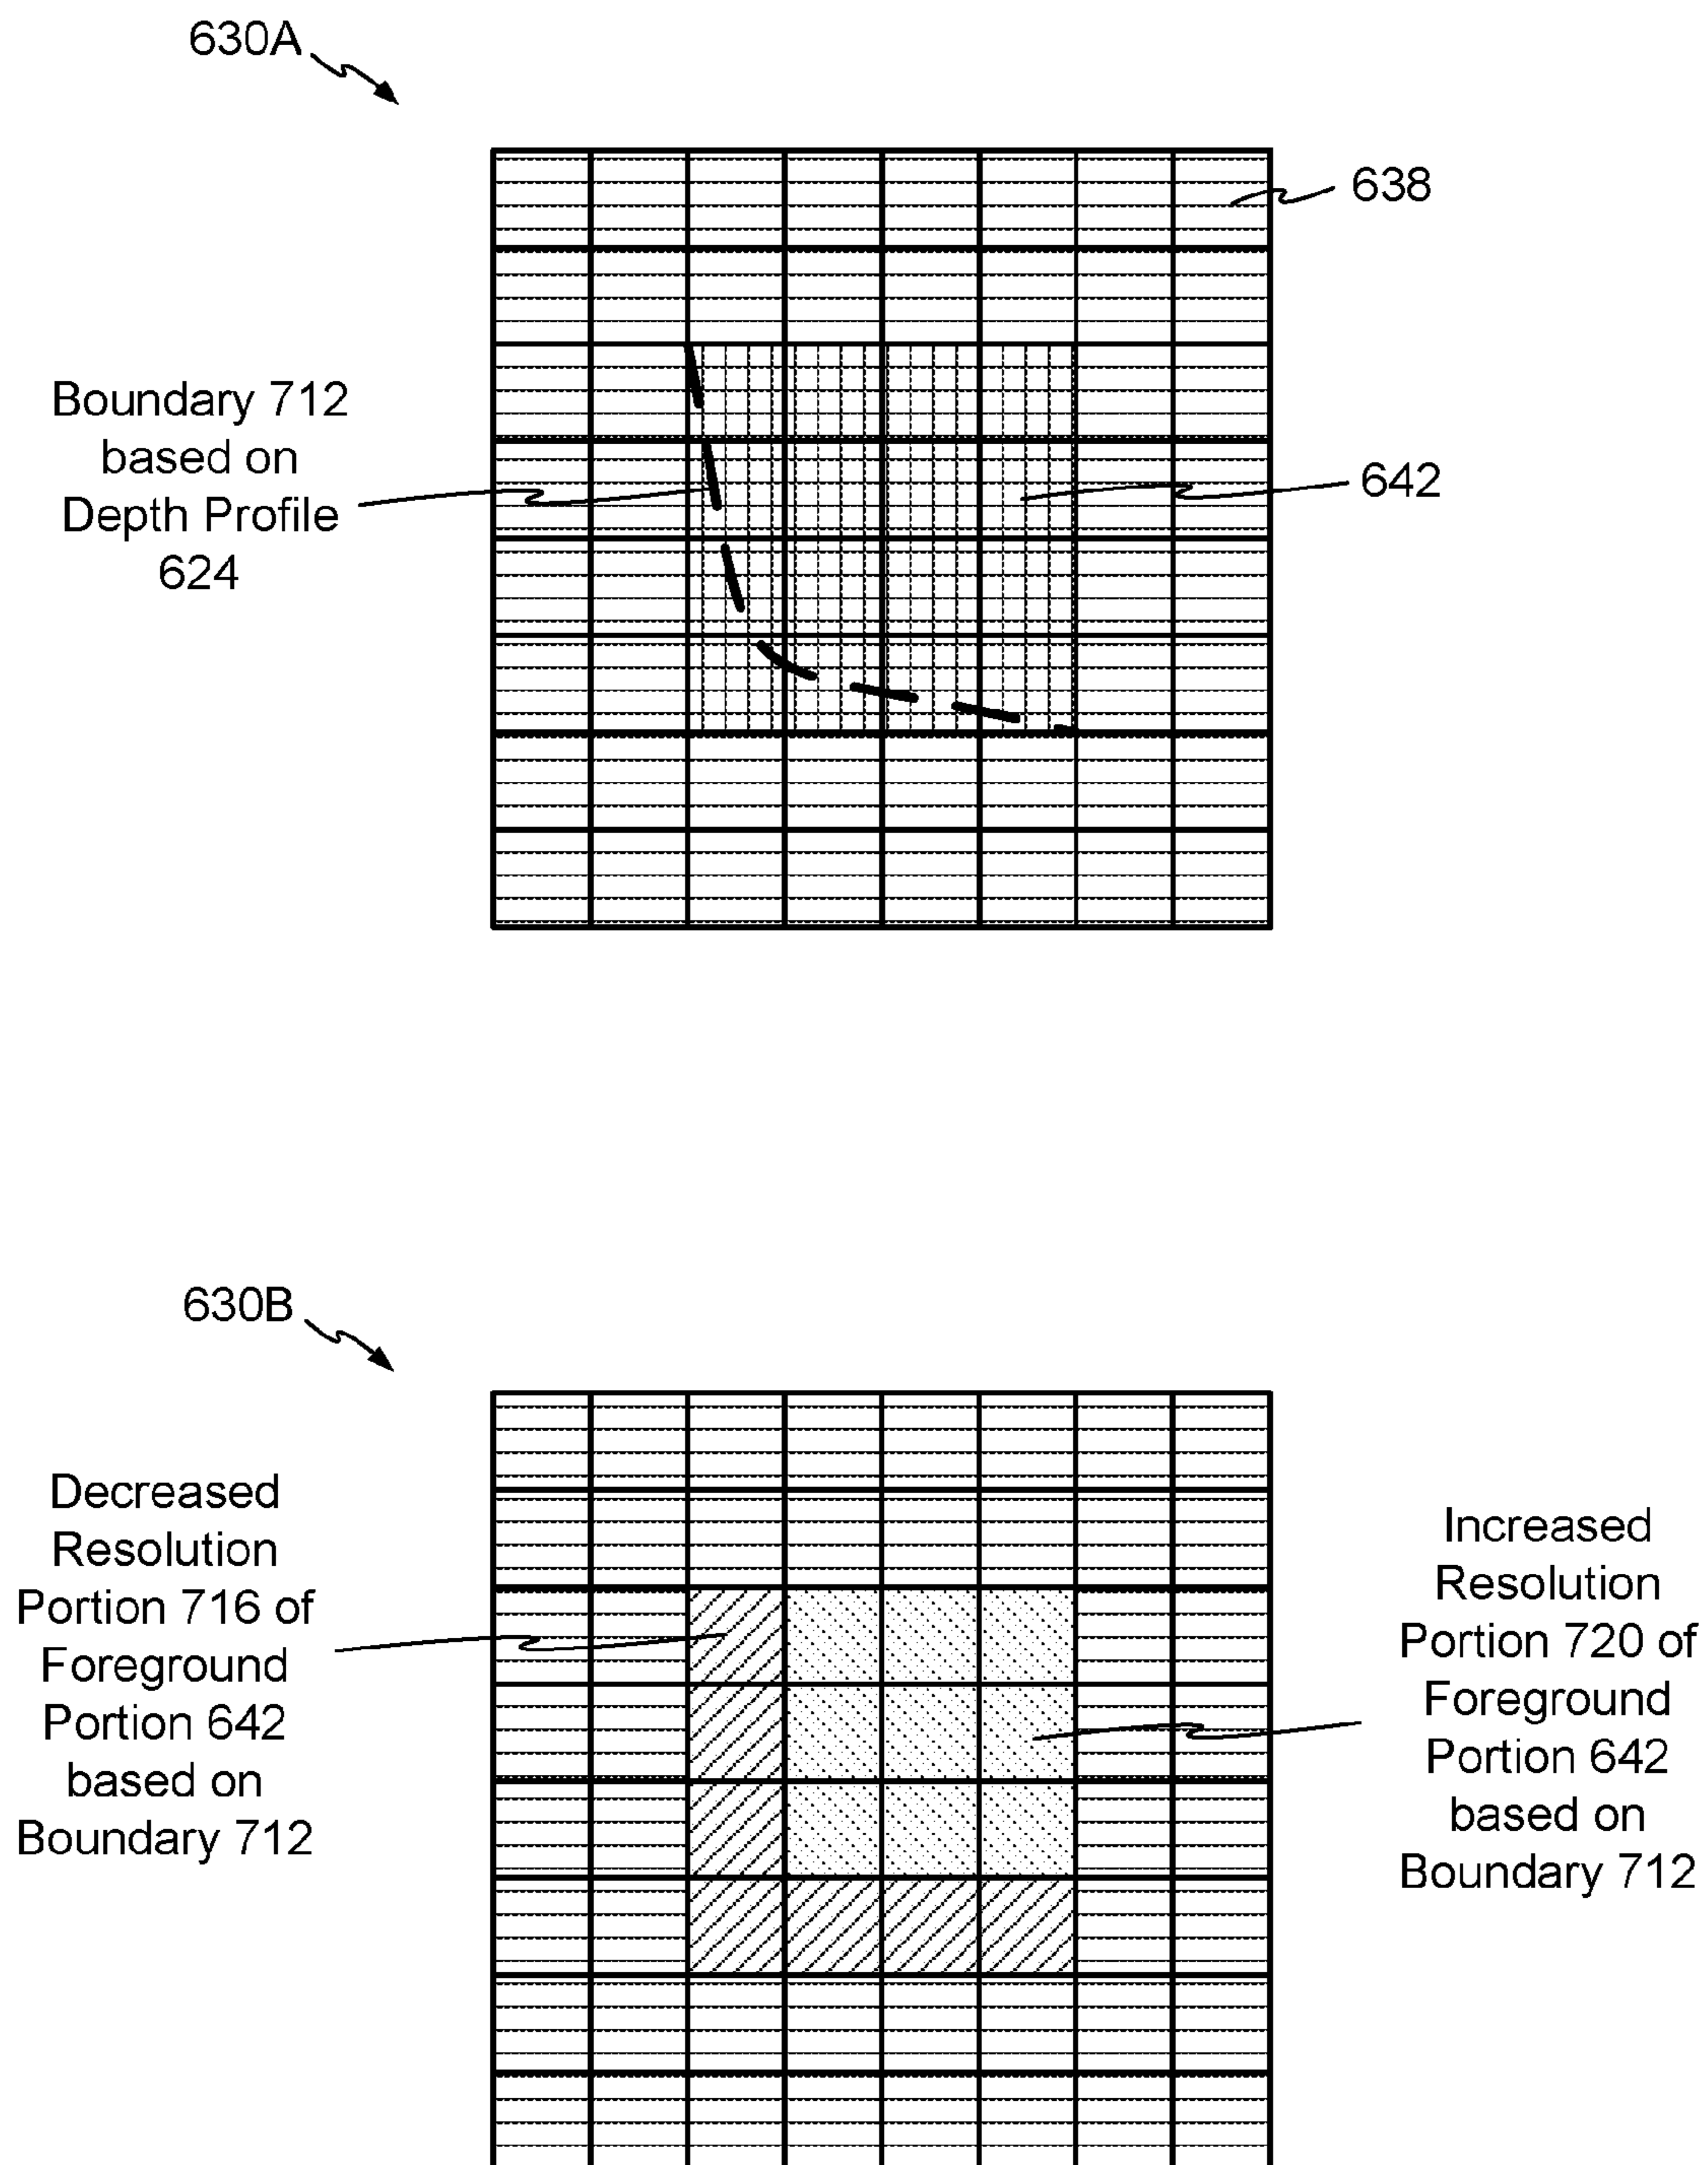 630A
638
Boundary 712
based on
Depth Profile
624
642
630B
Decreased
Resolution
Portion 716 of
Foreground
Portion 642
based on
Boundary 712
Increased
Resolution
Portion 720 of
Foreground
Portion 642
based on
Boundary 712